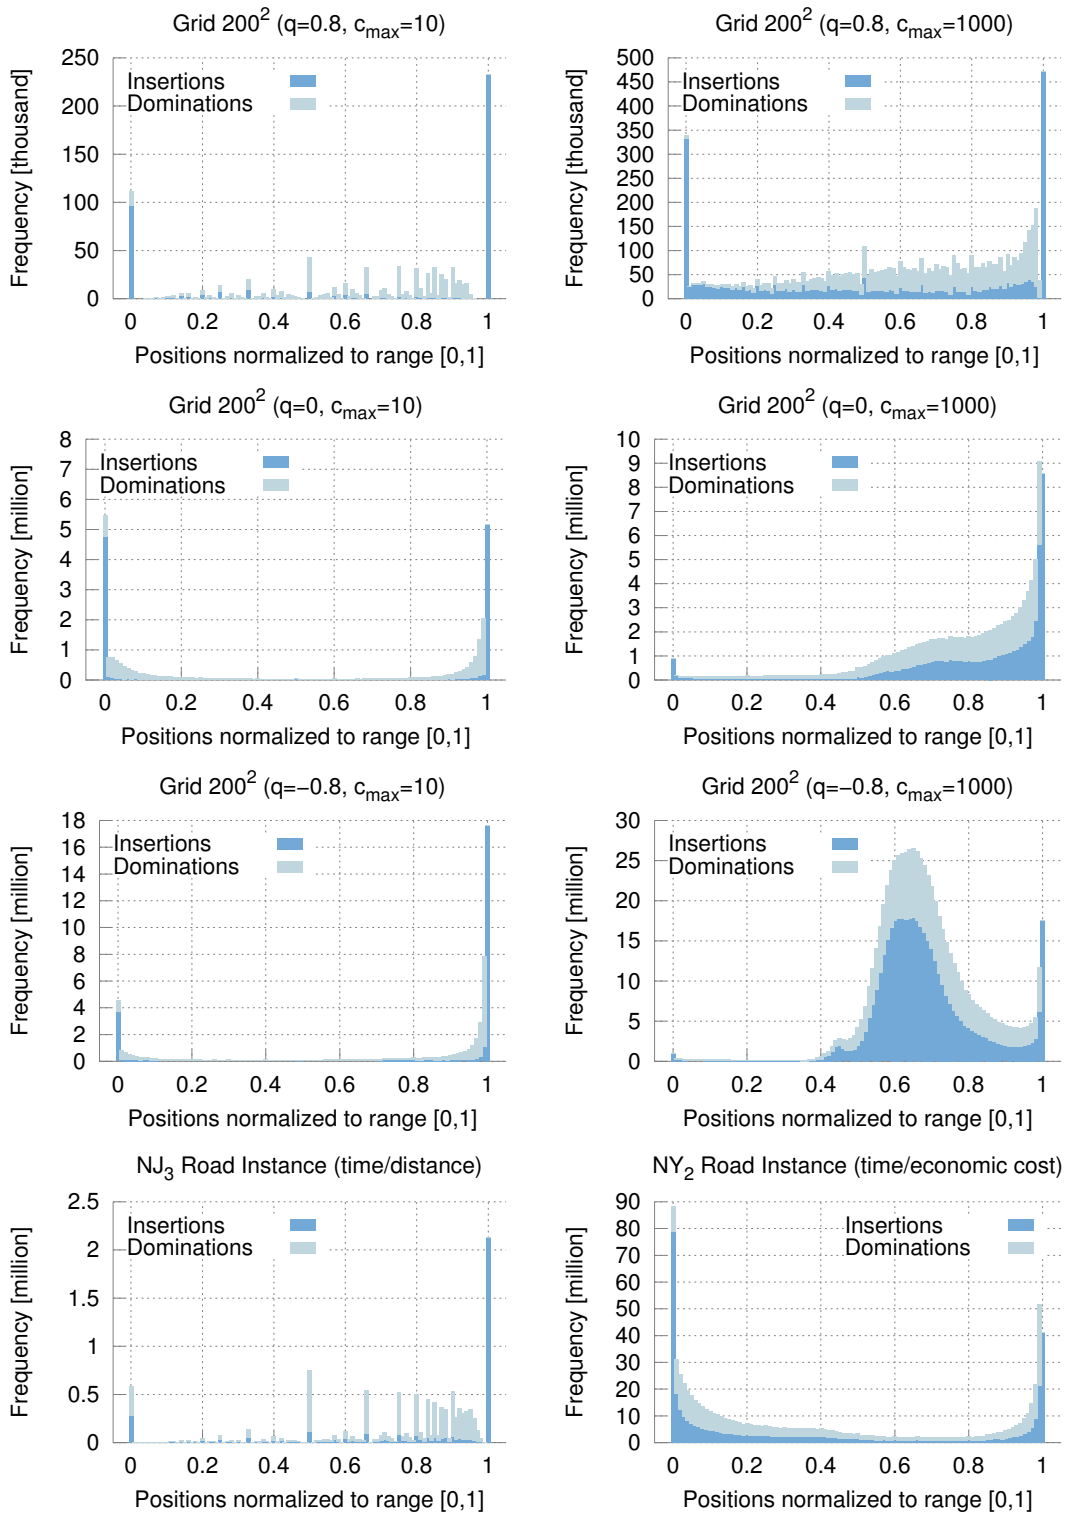 Grid 200² (q=0.8, c_max=10)
Frequency [thousand]
250
200
150
100
50
0
Insertions
Dominations
0 0.2 0.4 0.6 0.8 1
Positions normalized to range [0,1]
Grid 200² (q=0.8, c_max=1000)
Frequency [thousand]
500
450
400
350
300
250
200
150
100
50
0
Insertions
Dominations
0 0.2 0.4 0.6 0.8 1
Positions normalized to range [0,1]
Grid 200² (q=0, c_max=10)
Frequency [million]
8
7
6
5
4
3
2
1
0
Insertions
Dominations
0 0.2 0.4 0.6 0.8 1
Positions normalized to range [0,1]
Grid 200² (q=0, c_max=1000)
Frequency [million]
10
9
8
7
6
5
4
3
2
1
0
Insertions
Dominations
0 0.2 0.4 0.6 0.8 1
Positions normalized to range [0,1]
Grid 200² (q=−0.8, c_max=10)
Frequency [million]
18
16
14
12
10
8
6
4
2
0
Insertions
Dominations
0 0.2 0.4 0.6 0.8 1
Positions normalized to range [0,1]
Grid 200² (q=−0.8, c_max=1000)
Frequency [million]
30
25
20
15
10
5
0
Insertions
Dominations
0 0.2 0.4 0.6 0.8 1
Positions normalized to range [0,1]
NJ₃ Road Instance (time/distance)
Frequency [million]
2.5
2
1.5
1
0.5
0
Insertions
Dominations
0 0.2 0.4 0.6 0.8 1
Positions normalized to range [0,1]
NY₂ Road Instance (time/economic cost)
Frequency [million]
90
80
70
60
50
40
30
20
10
0
Insertions
Dominations
0 0.2 0.4 0.6 0.8 1
Positions normalized to range [0,1]